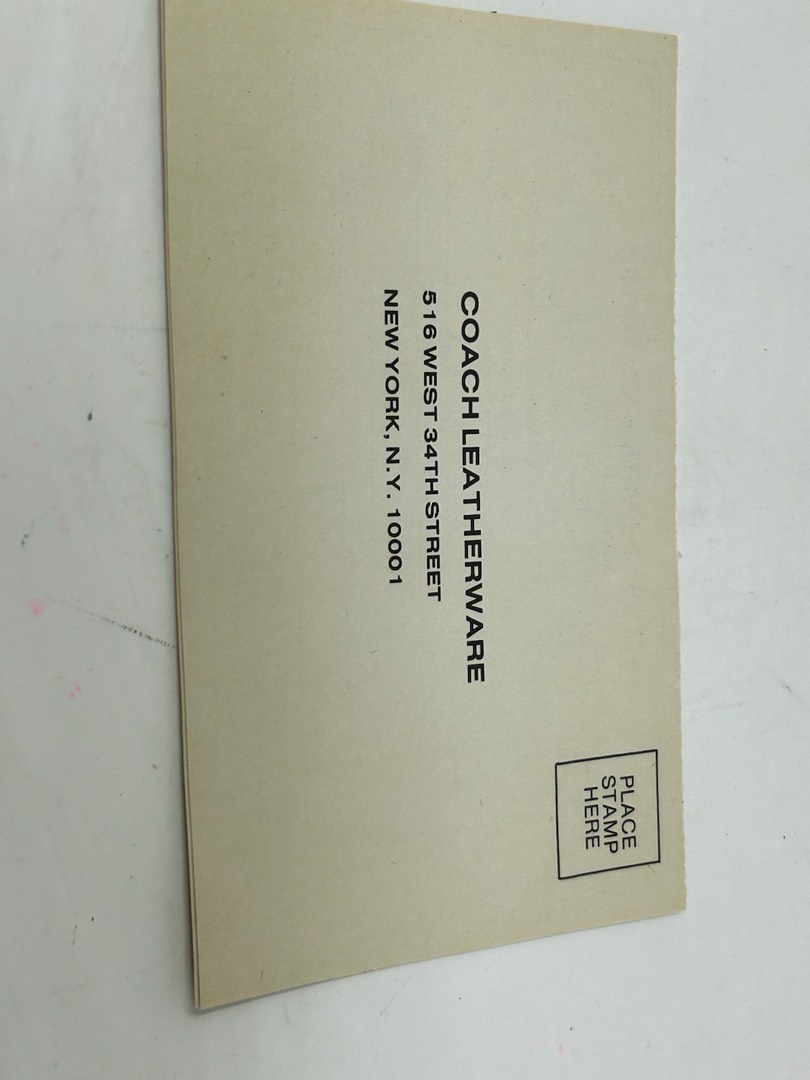 COACH LEATHERWARE
516 WEST 34TH STREET
NEW YORK, N.Y. 10001
PLACE
STAMP
HERE